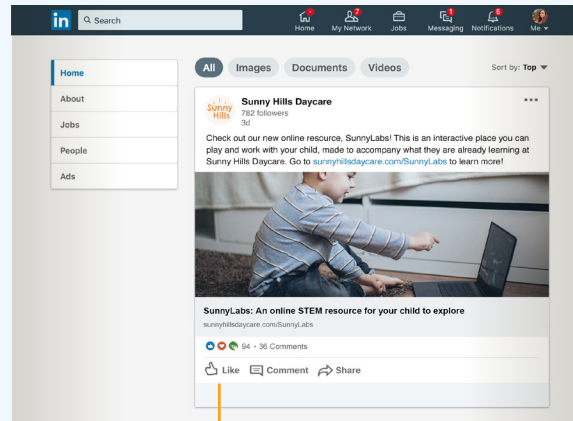 in
Search
Home
My Network
7
Jobs
Messaging
1
Notifications
6
Me
Home
About
Jobs
People
Ads
All
Images
Documents
Videos
Sort by: Top
Sunny
Hills
Sunny Hills Daycare
782 followers
3d
Check out our new online resource, SunnyLabs! This is an interactive place you can
play and work with your child, made to accompany what they are already learning at
Sunny Hills Daycare. Go to sunnyhillsdaycare.com/SunnyLabs to learn more!
SunnyLabs: An online STEM resource for your child to explore
sunnyhillsdaycare.com/SunnyLabs
94 • 36 Comments
Like
Comment
Share